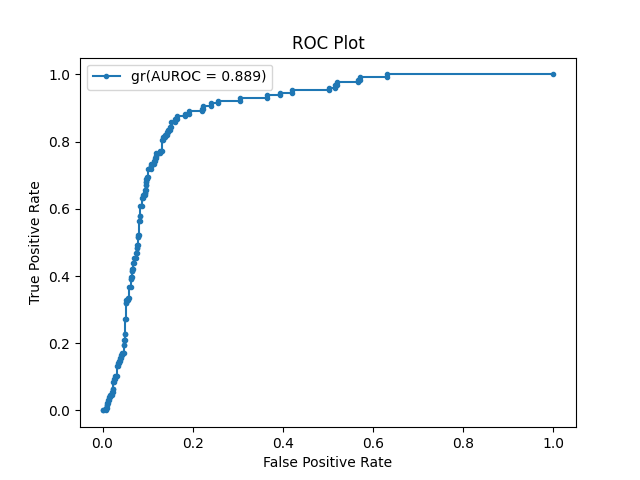 ROC Plot
gr(AUROC = 0.889)
True Positive Rate
1.0
0.8
0.6
0.4
0.2
0.0
0.0 0.2 0.4 0.6 0.8 1.0
False Positive Rate